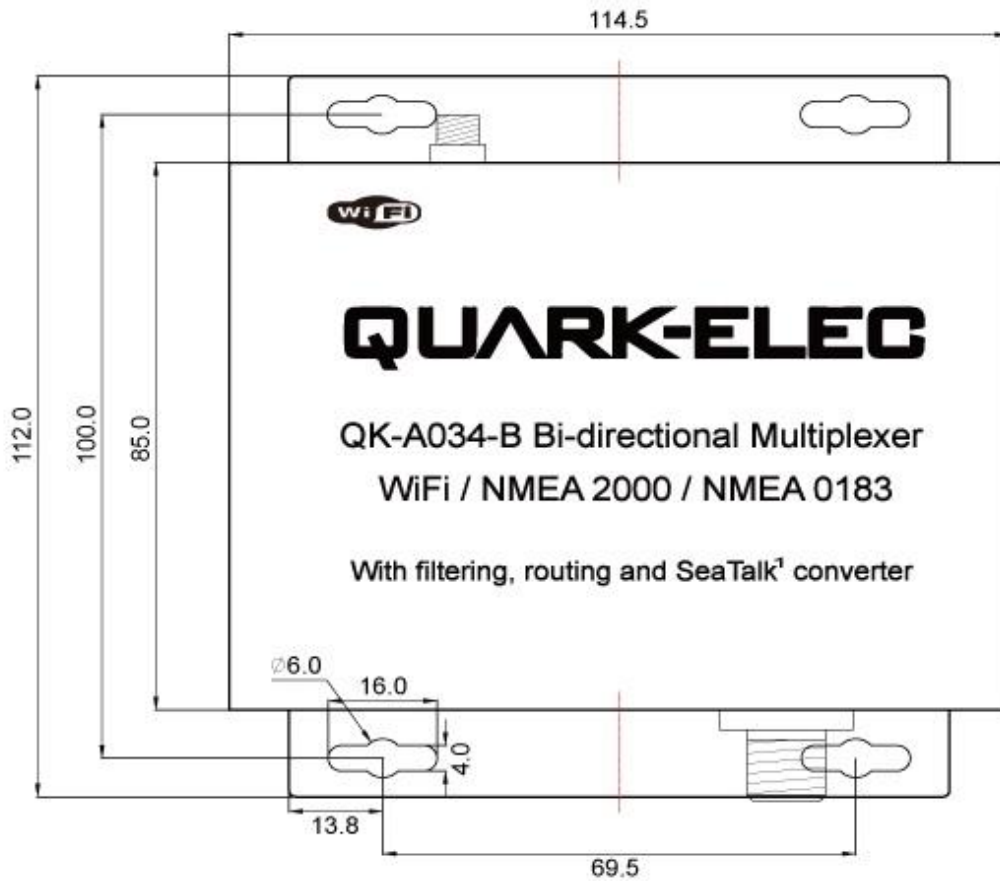 114.5
WiFi
QUARK-ELEC
112.0
100.0
85.0
QK-A034-B Bi-directional Multiplexer
WiFi / NMEA 2000 / NMEA 0183
With filtering, routing and SeaTalk¹ converter
∅6.0
16.0
4.0
13.8
69.5